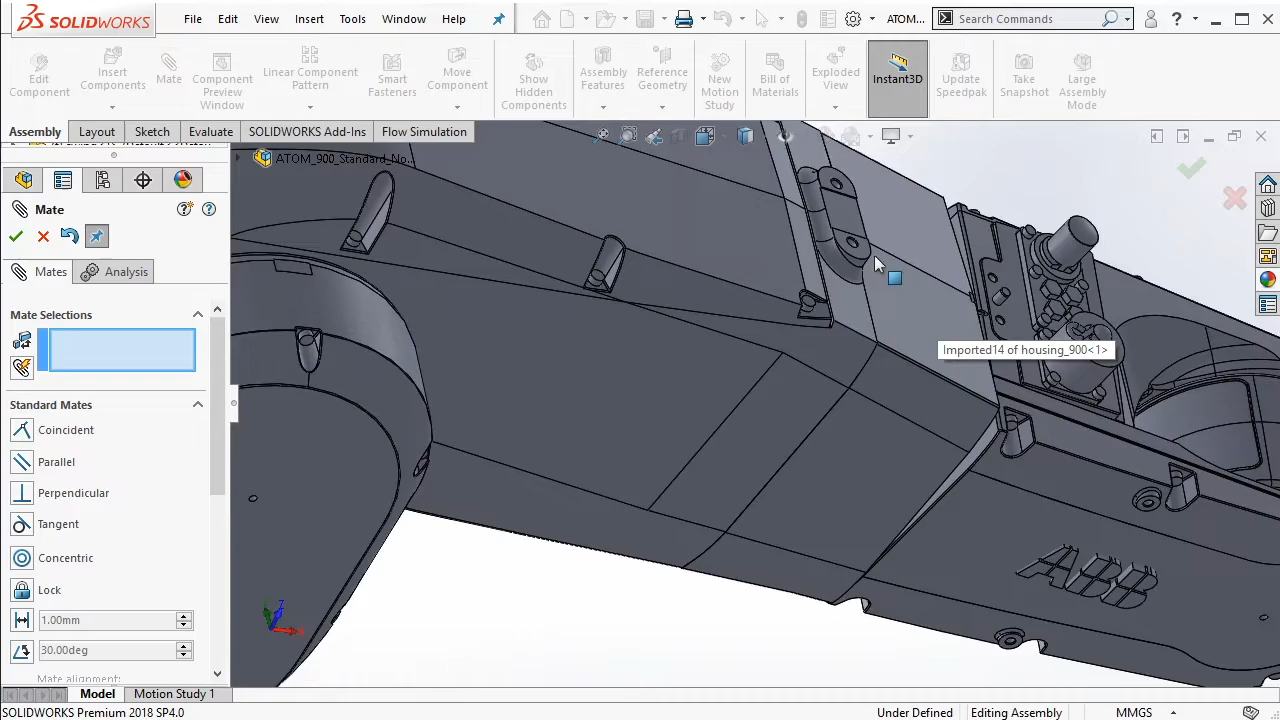 SOLIDWORKS
File Edit View Insert Tools Window Help
ATOM...
Search Commands
Edit Component
Insert Components
Mate
Component Preview Window
Linear Component Pattern
Smart Fasteners
Move Component
Show Hidden Components
Assembly Features
Reference Geometry
New Motion Study
Bill of Materials
Exploded View
Instant3D
Update Speedpak
Take Snapshot
Large Assembly Mode
Assembly Layout Sketch Evaluate SOLIDWORKS Add-Ins Flow Simulation
ATOM_900_Standard_No...
Mate
Mates Analysis
Mate Selections
Imported14 of housing_900<1>
Standard Mates
Coincident
Parallel
Perpendicular
Tangent
Concentric
Lock
1.00mm
30.00deg
Mate alignment:
ABB
Model Motion Study 1
SOLIDWORKS Premium 2018 SP4.0 Under Defined Editing Assembly MMGS